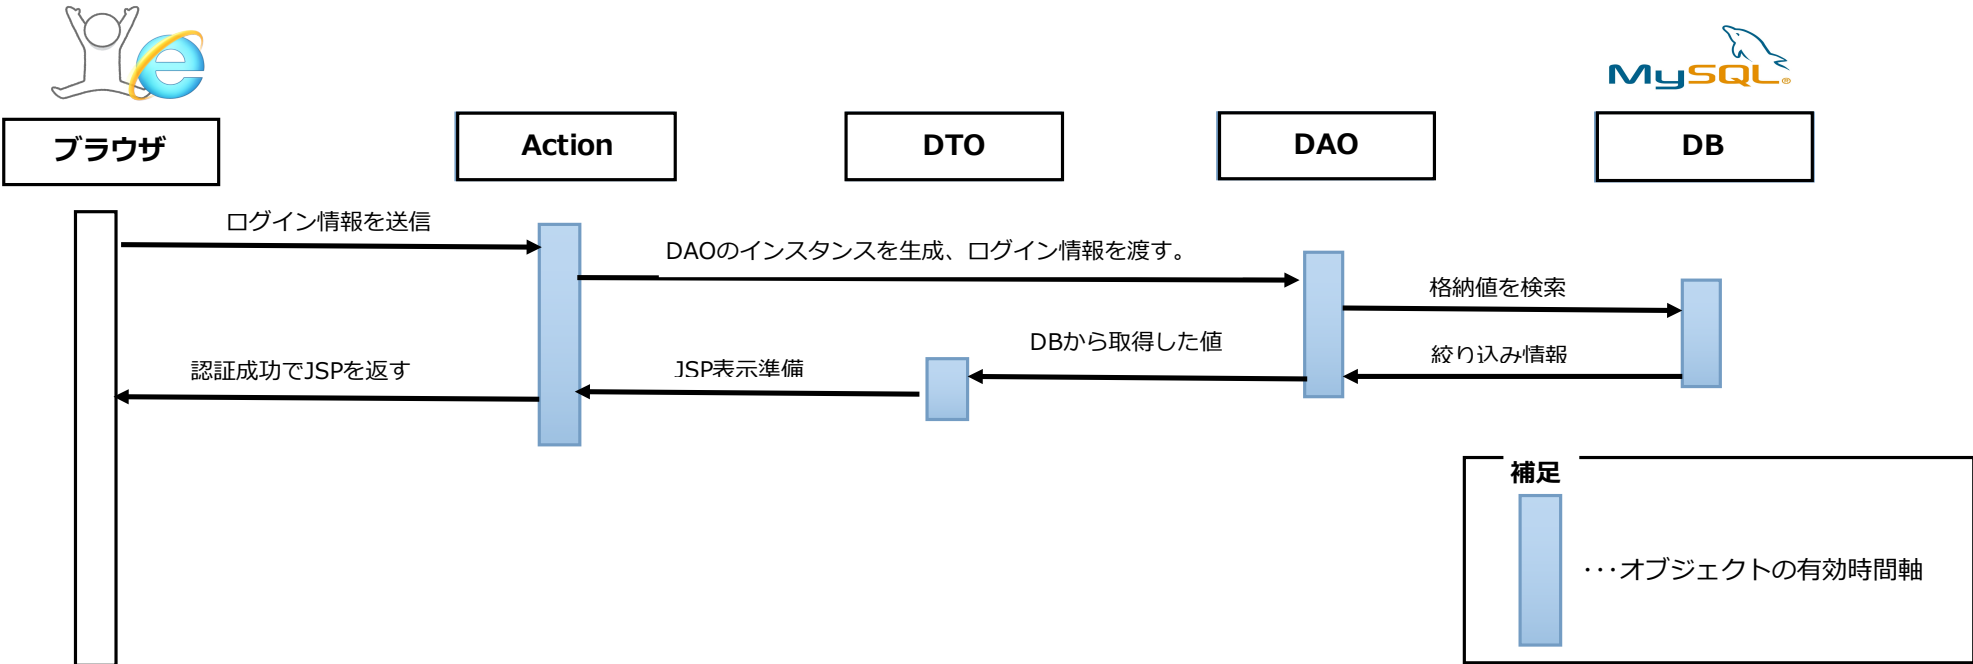 MySQL®
ブラウザ
Action
DTO
DAO
DB
ログイン情報を送信
DAOのインスタンスを生成、ログイン情報を渡す。
格納値を検索
DBから取得した値
絞り込み情報
JSP表示準備
認証成功でJSPを返す
補足
･･･オブジェクトの有効時間軸